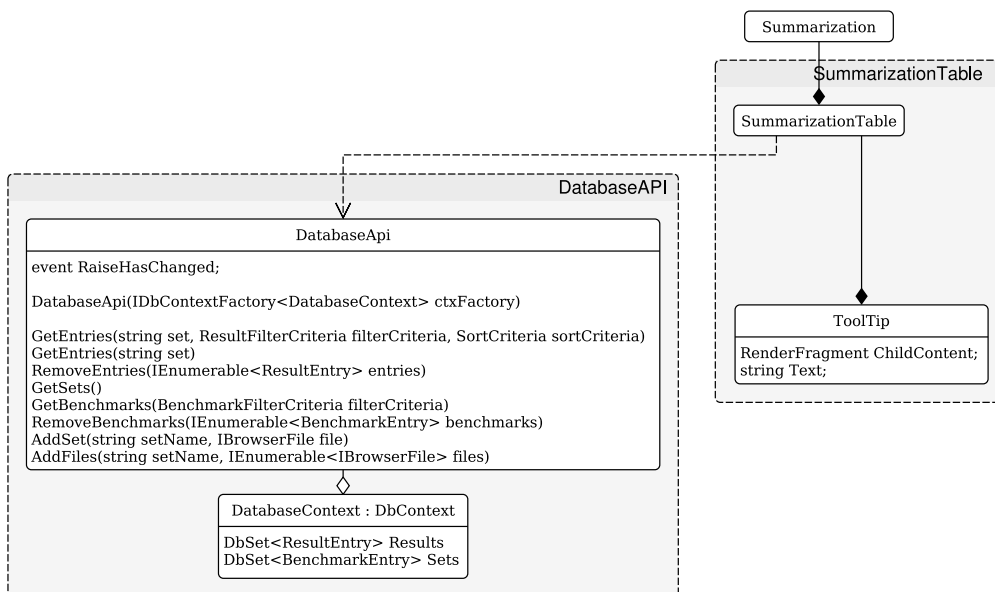 Summarization
SummarizationTable
SummarizationTable
DatabaseAPI
DatabaseApi
event RaiseHasChanged;
DatabaseApi(IDbContextFactory<DatabaseContext> ctxFactory)
GetEntries(string set, ResultFilterCriteria filterCriteria, SortCriteria sortCriteria)
GetEntries(string set)
RemoveEntries(IEnumerable<ResultEntry> entries)
GetSets()
GetBenchmarks(BenchmarkFilterCriteria filterCriteria)
RemoveBenchmarks(IEnumerable<BenchmarkEntry> benchmarks)
AddSet(string setName, IBrowserFile file)
AddFiles(string setName, IEnumerable<IBrowserFile> files)
ToolTip
RenderFragment ChildContent;
string Text;
DatabaseContext : DbContext
DbSet<ResultEntry> Results
DbSet<BenchmarkEntry> Sets